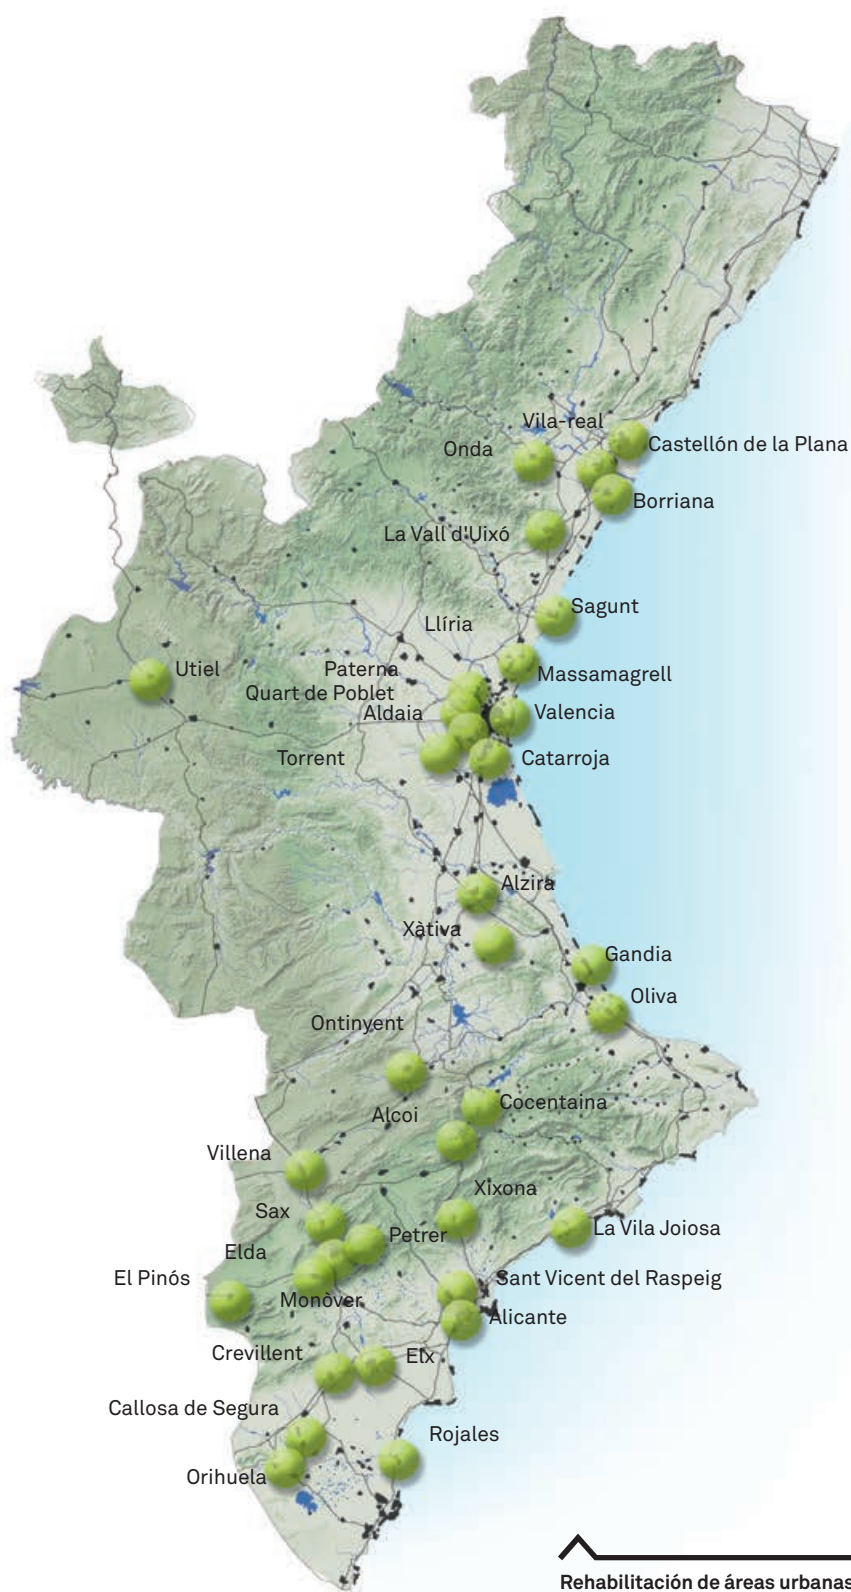 Vila-real
Castellón de la Plana
Onda
Borriana
La Vall d'Uixó
Sagunt
Llíria
Utiel
Paterna
Massamagrell
Quart de Poblet
Aldaia
Valencia
Torrent
Catarroja
Alzira
Xàtiva
Gandia
Oliva
Ontinyent
Cocentaina
Alcoi
Villena
Xixona
Sax
La Vila Joiosa
Petrer
Elda
El Pinós
Sant Vicent del Raspeig
Monòver
Alicante
Crevillent
Elx
Callosa de Segura
Rojales
Orihuela
Rehabilitación de áreas urbanas